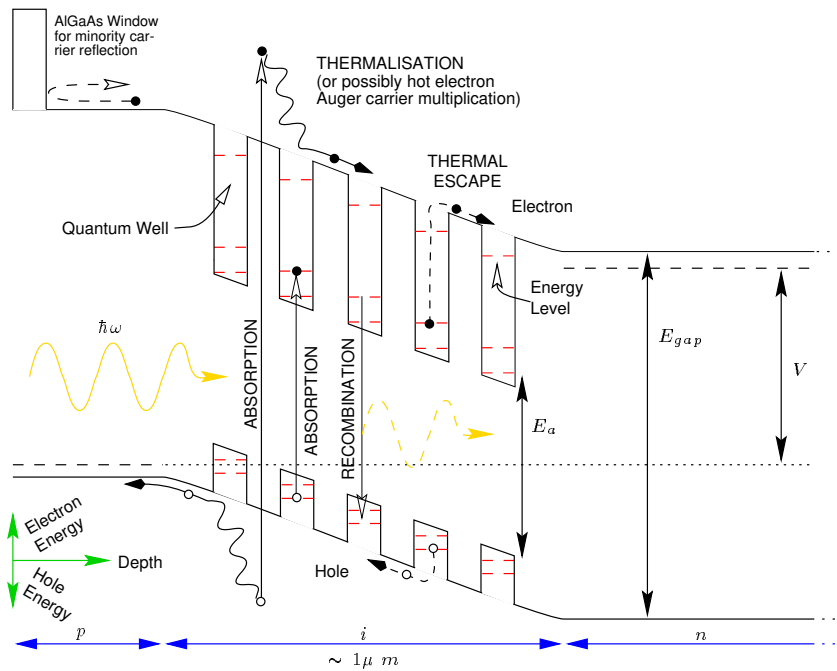 AlGaAs Window
for minority car-
rier reflection
THERMALISATION
(or possibly hot electron
Auger carrier multiplication)
THERMAL
ESCAPE
Electron
Quantum Well
Energy
Level
ħω
ABSORPTION
ABSORPTION
RECOMBINATION
E_gap
V
E_a
Electron
Energy
Depth
Hole
Energy
Hole
p
i
n
~ 1μ m